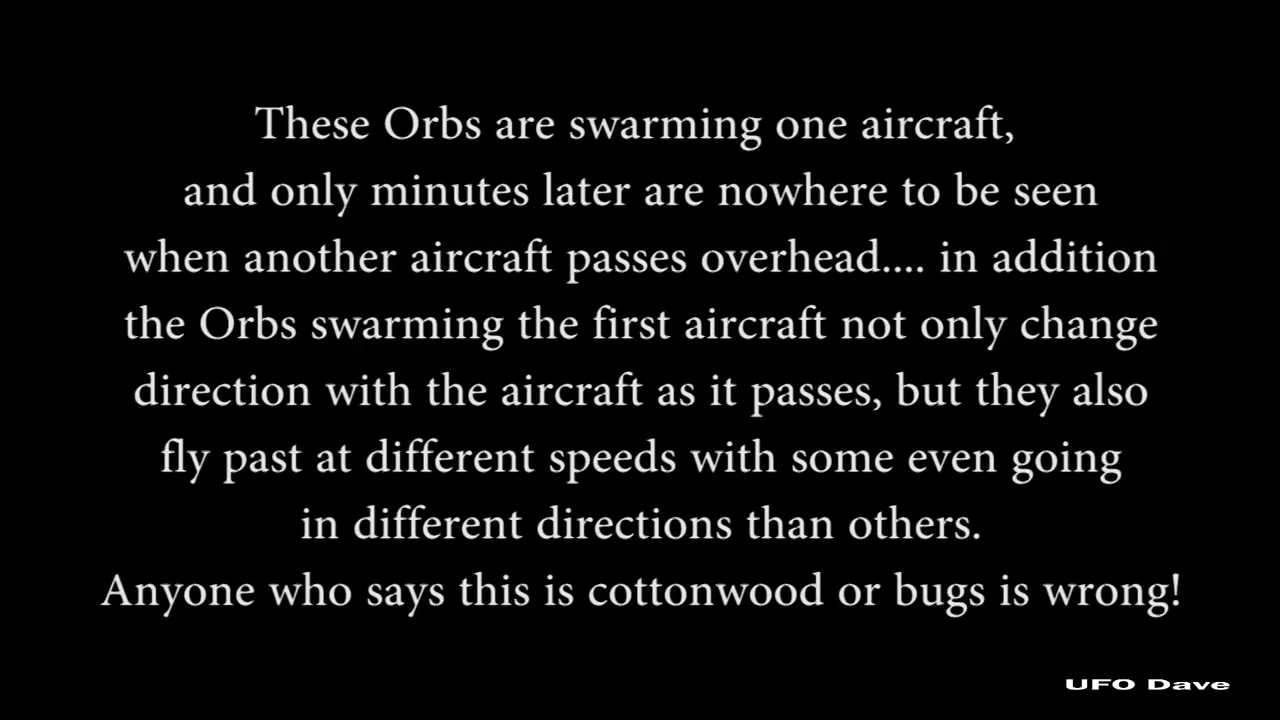 These Orbs are swarming one aircraft,
and only minutes later are nowhere to be seen
when another aircraft passes overhead.... in addition
the Orbs swarming the first aircraft not only change
direction with the aircraft as it passes, but they also
fly past at different speeds with some even going
in different directions than others.
Anyone who says this is cottonwood or bugs is wrong!
UFO Dave